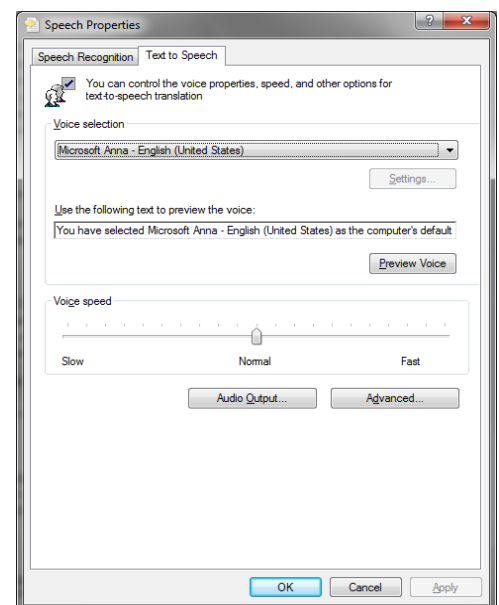 Speech Properties
Speech Recognition
Text to Speech
You can control the voice properties, speed, and other options for
text-to-speech translation
Voice selection
Microsoft Anna - English (United States)
Settings...
Use the following text to preview the voice:
You have selected Microsoft Anna - English (United States) as the computer's default
Preview Voice
Voice speed
Slow Normal Fast
Audio Output... Advanced...
OK Cancel Apply